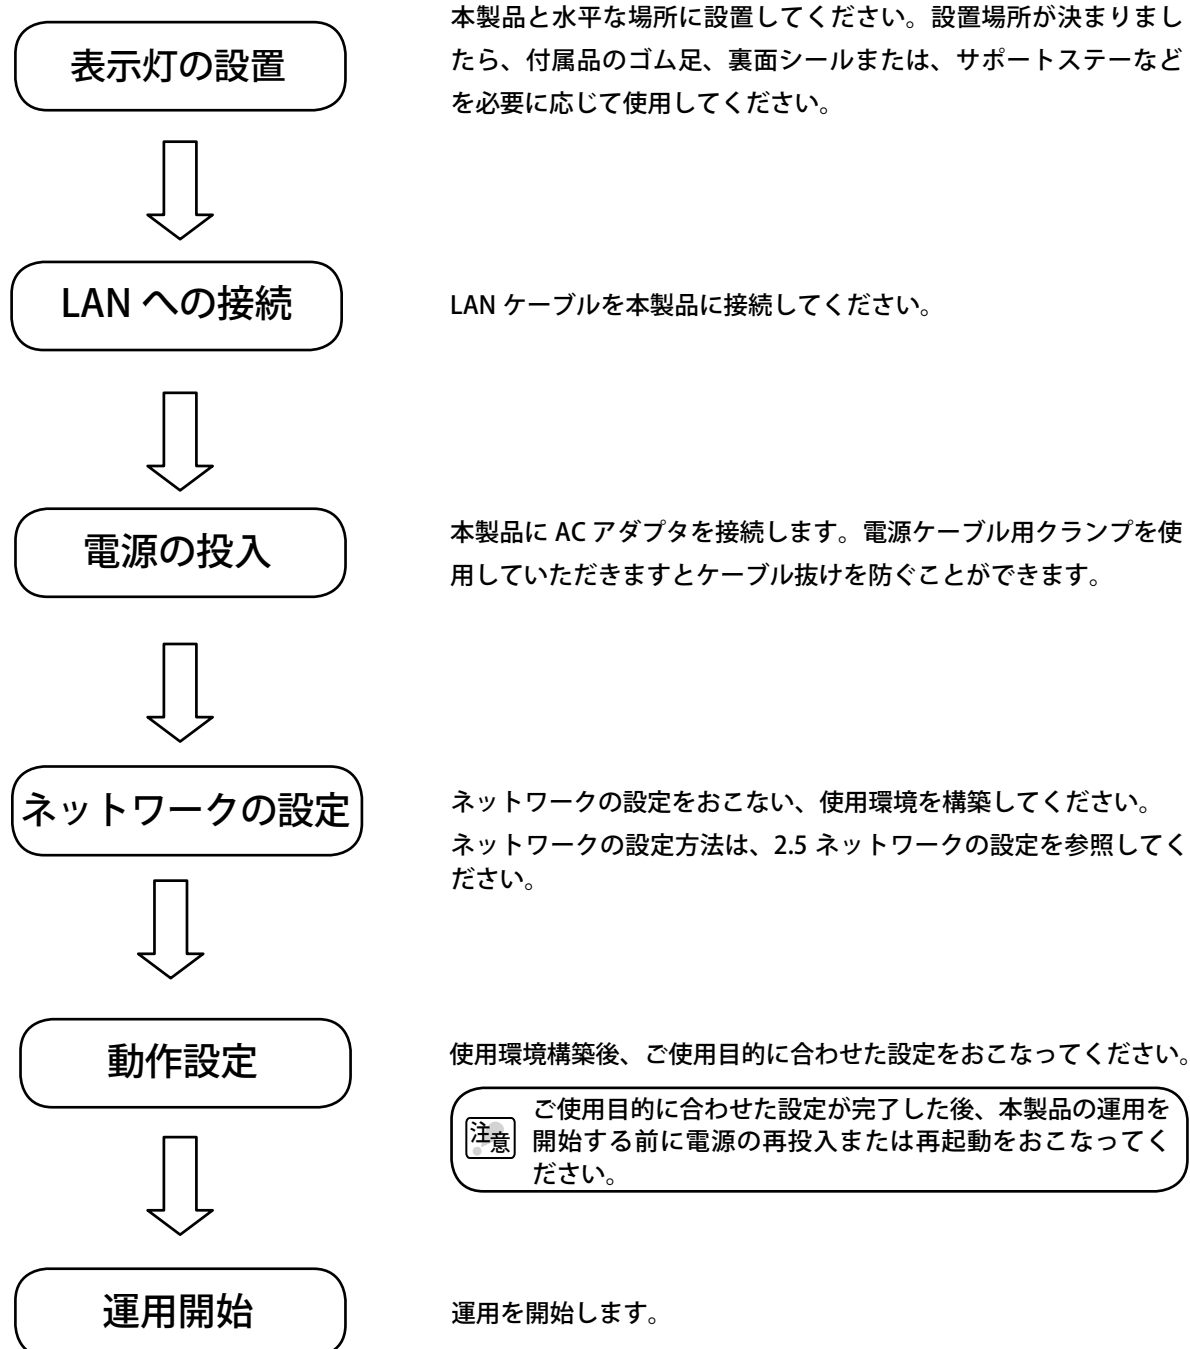 表示灯の設置
本製品と水平な場所に設置してください。設置場所が決まりまし
たら、付属品のゴム足、裏面シールまたは、サポートステーなど
を必要に応じて使用してください。
LAN への接続
LAN ケーブルを本製品に接続してください。
電源の投入
本製品に AC アダプタを接続します。電源ケーブル用クランプを使
用していただきますとケーブル抜けを防ぐことができます。
ネットワークの設定
ネットワークの設定をおこない、使用環境を構築してください。
ネットワークの設定方法は、2.5 ネットワークの設定を参照してく
ださい。
動作設定
使用環境構築後、ご使用目的に合わせた設定をおこなってください。
注意
ご使用目的に合わせた設定が完了した後、本製品の運用を
開始する前に電源の再投入または再起動をおこなってく
ださい。
運用開始
運用を開始します。